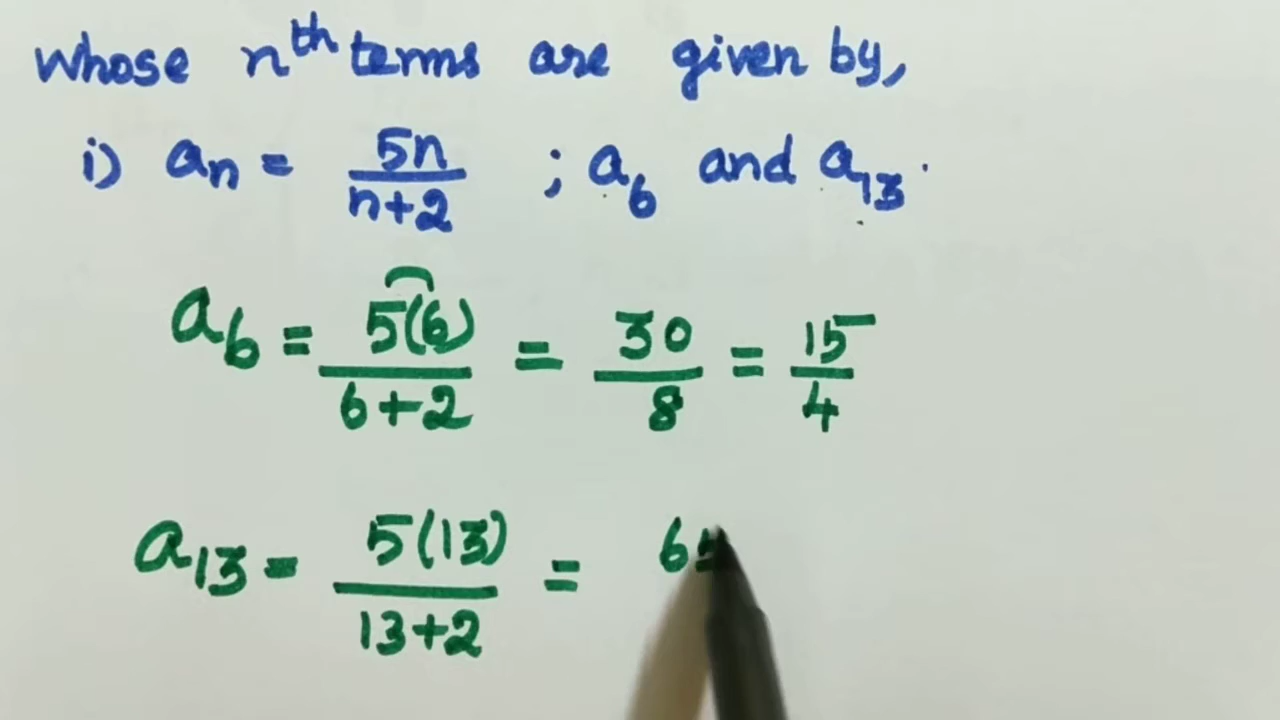 whose nth terms are given by,
i) an = 5n/n+2 ; a6 and a13.
a6 = 5(6)/6+2 = 30/8 = 15/4
a13 = 5(13)/13+2 = 65